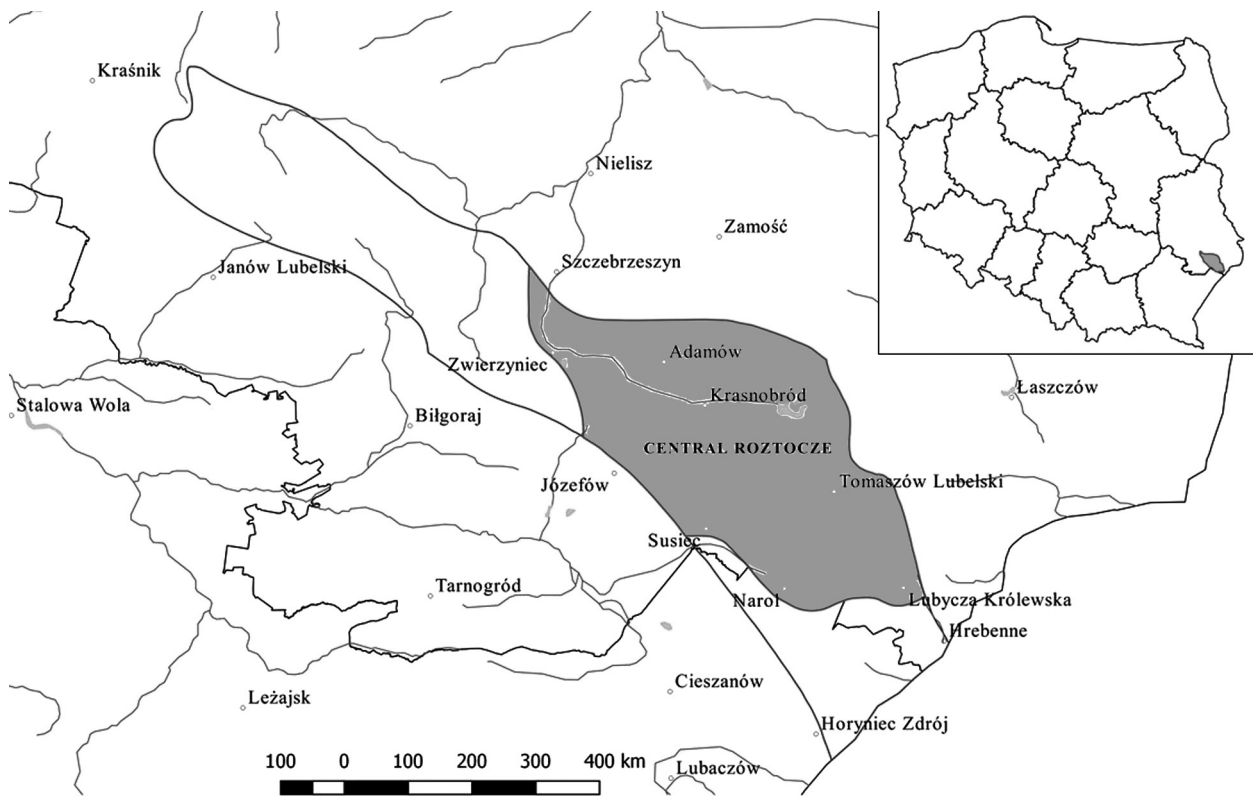 Kraśnik
Nielisz
Zamość
Szczebrzeszyn
Janów Lubelski
Adamów
Zwierzyniec
Krasnobród
Łaszczów
Stalowa Wola
Biłgoraj
CENTRAL ROZTOCZE
Józefów
Tomaszów Lubelski
Susiec
Tarnogród
Narol
Lubycza Królewska
Hrebenne
Cieszanów
Leżajsk
Horyniec Zdrój
Lubaczów
100 0 100 200 300 400 km